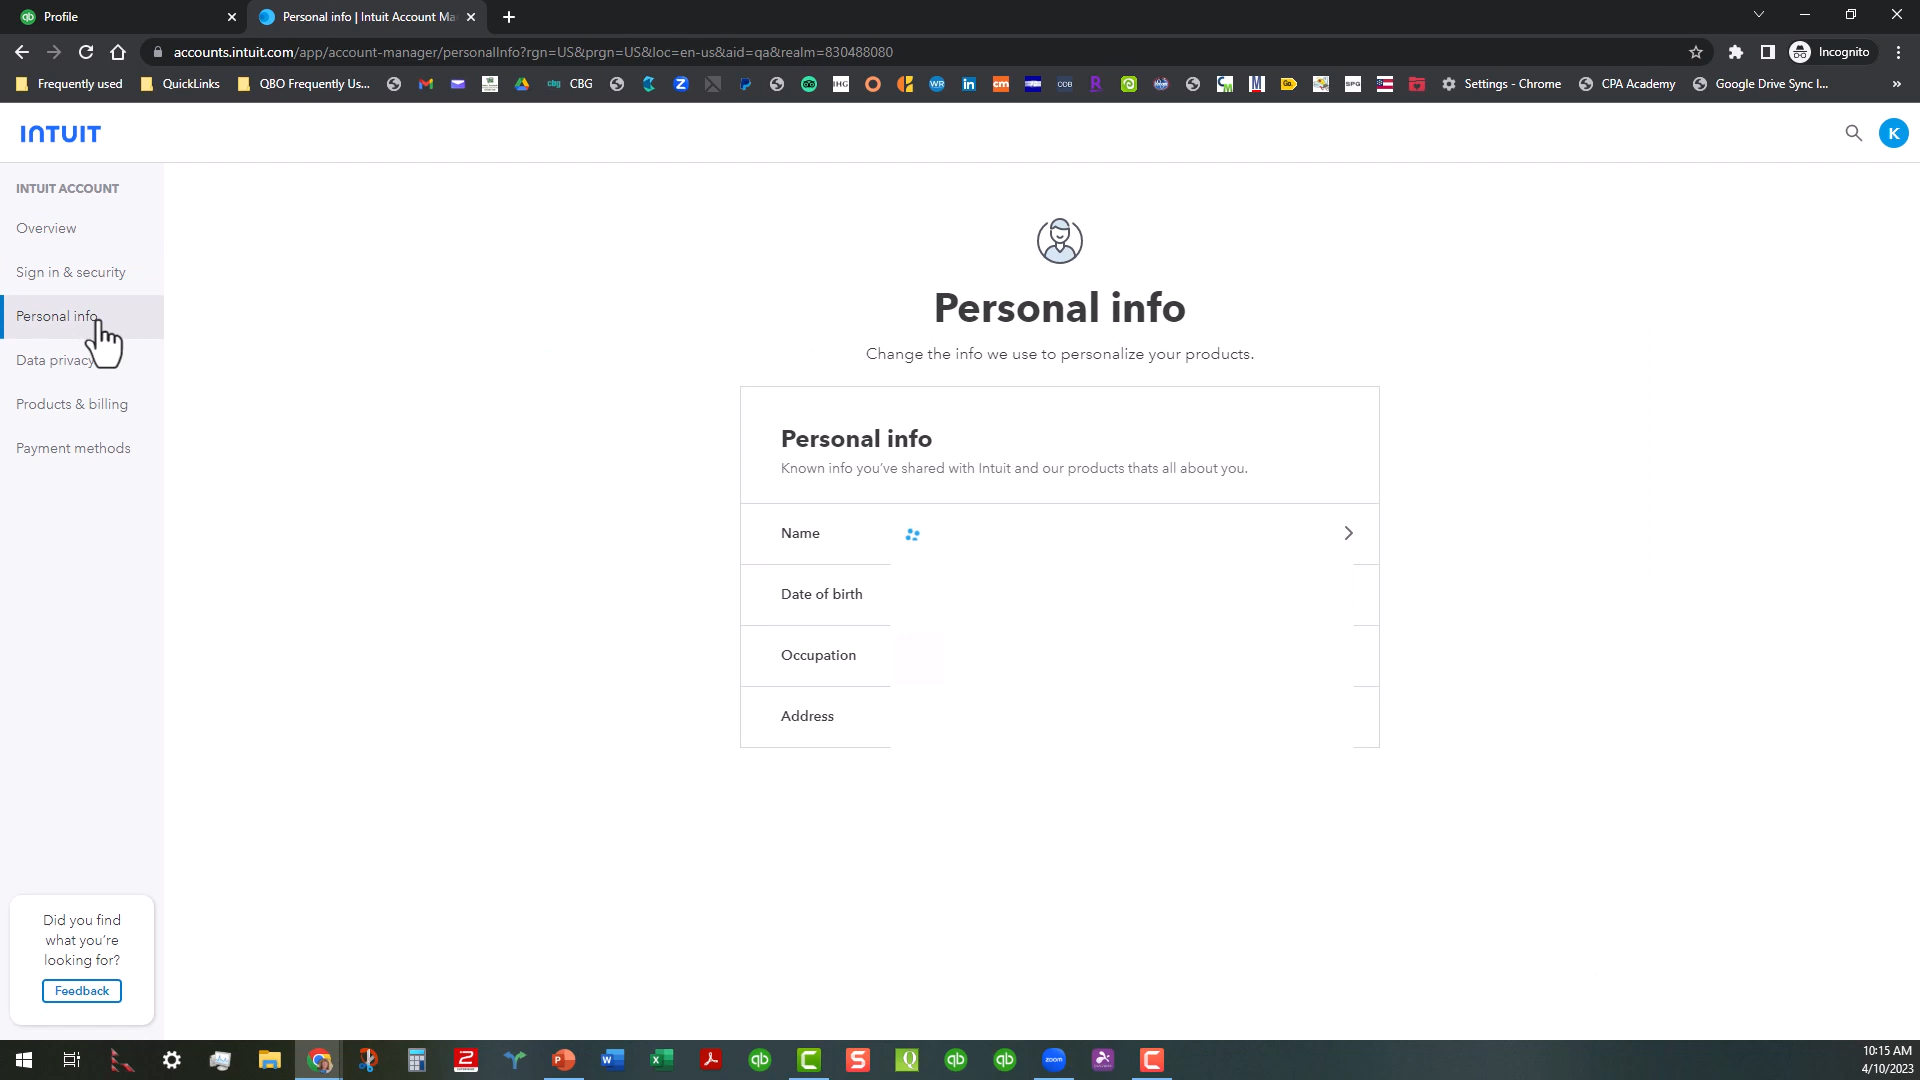 Profile
Personal info | Intuit Account Ma
accounts.intuit.com/app/account-manager/personalInfo?rgn=US&prgn=US&loc=en-us&aid=qa&realm=830488080
Incognito
Frequently used
QuickLinks
QBO Frequently Us...
CBG
Settings - Chrome
CPA Academy
Google Drive Sync I...
»
INTUIT
K
INTUIT ACCOUNT
Overview
Sign in & security
Personal info
Data privacy
Products & billing
Payment methods
Personal info
Change the info we use to personalize your products.
Personal info
Known info you've shared with Intuit and our products thats all about you.
Name
Date of birth
Occupation
Address
Did you find
what you're
looking for?
Feedback
zoom
10:15 AM
4/10/2023